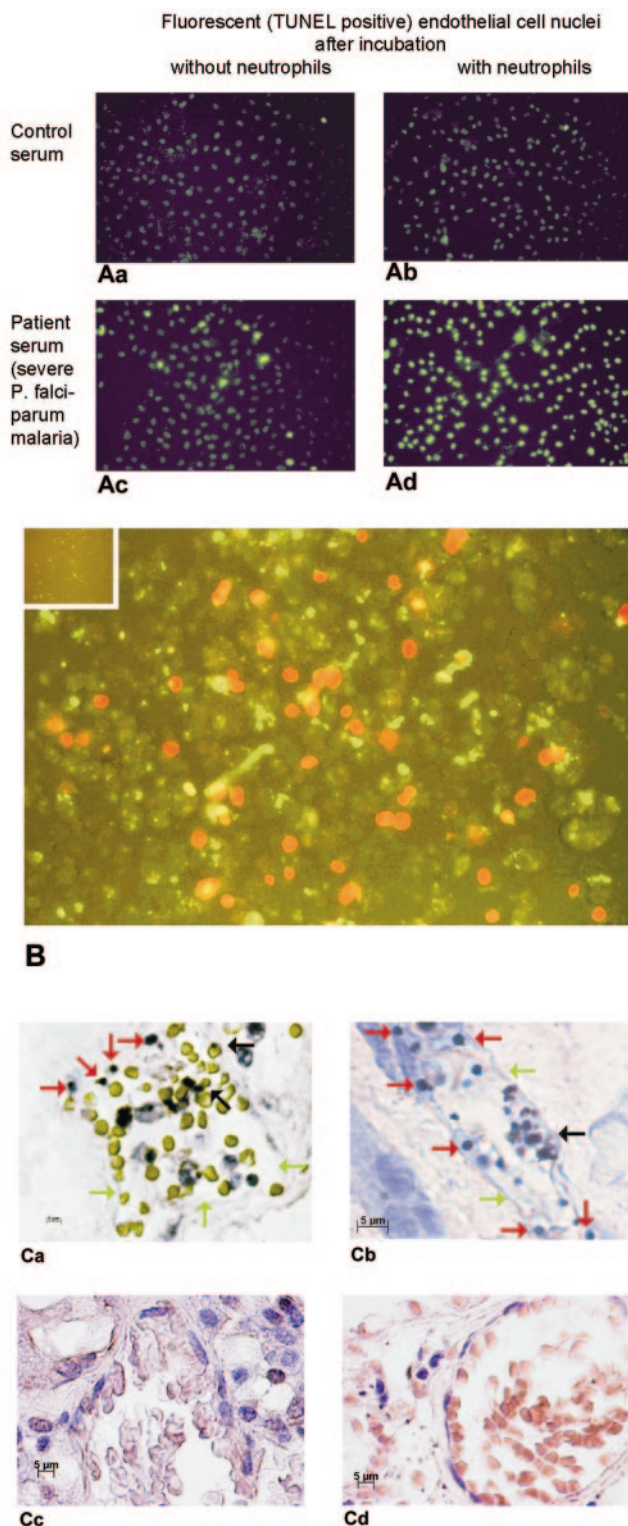 Fluorescent (TUNEL positive) endothelial cell nuclei
after incubation
without neutrophils with neutrophils
Control
serum
Aa Ab
Patient
serum
(severe
P. falci-
parum
malaria)
Ac Ad
B
5 µm
Ca Cb
5 µm 5 µm
Cc Cd